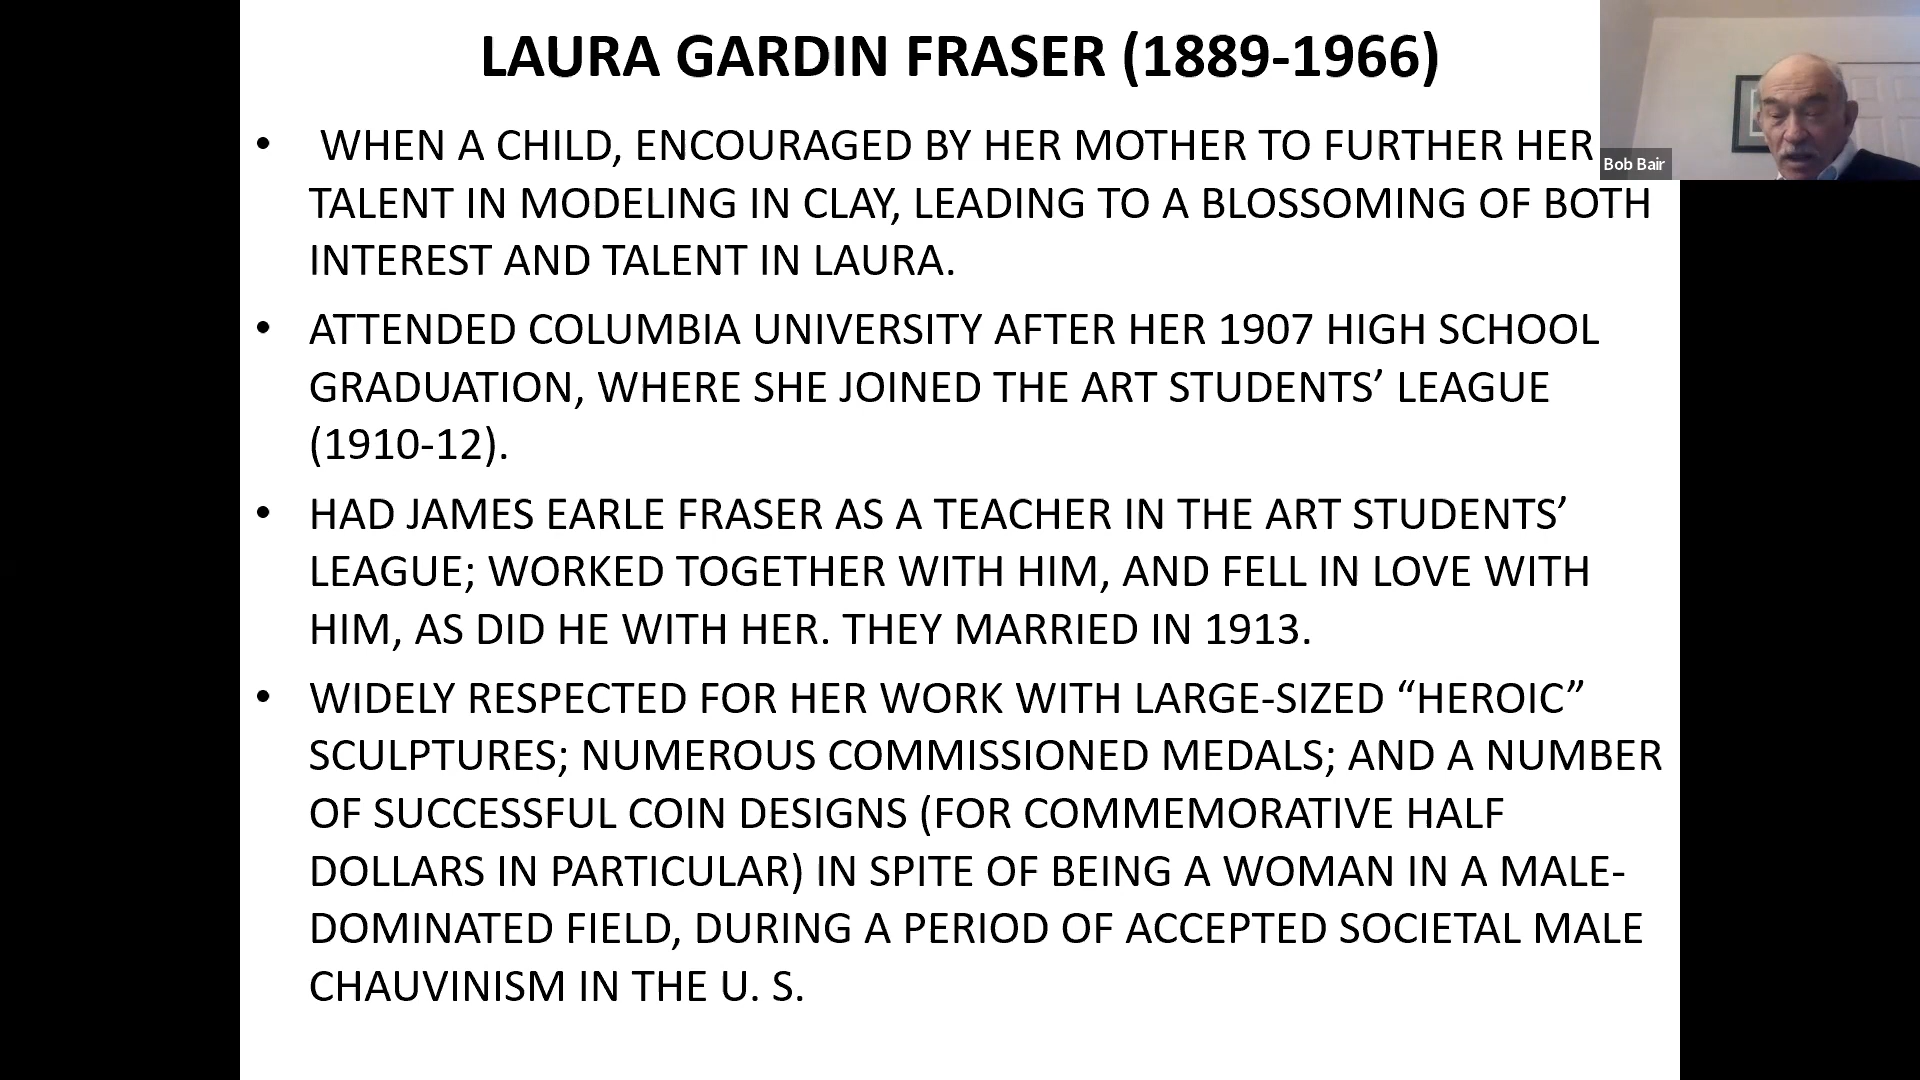 LAURA GARDIN FRASER (1889-1966)
• WHEN A CHILD, ENCOURAGED BY HER MOTHER TO FURTHER HER
TALENT IN MODELING IN CLAY, LEADING TO A BLOSSOMING OF BOTH
INTEREST AND TALENT IN LAURA.
• ATTENDED COLUMBIA UNIVERSITY AFTER HER 1907 HIGH SCHOOL
GRADUATION, WHERE SHE JOINED THE ART STUDENTS’ LEAGUE
(1910-12).
• HAD JAMES EARLE FRASER AS A TEACHER IN THE ART STUDENTS’
LEAGUE; WORKED TOGETHER WITH HIM, AND FELL IN LOVE WITH
HIM, AS DID HE WITH HER. THEY MARRIED IN 1913.
• WIDELY RESPECTED FOR HER WORK WITH LARGE-SIZED “HEROIC”
SCULPTURES; NUMEROUS COMMISSIONED MEDALS; AND A NUMBER
OF SUCCESSFUL COIN DESIGNS (FOR COMMEMORATIVE HALF
DOLLARS IN PARTICULAR) IN SPITE OF BEING A WOMAN IN A MALE-
DOMINATED FIELD, DURING A PERIOD OF ACCEPTED SOCIETAL MALE
CHAUVINISM IN THE U. S.
Bob Bair